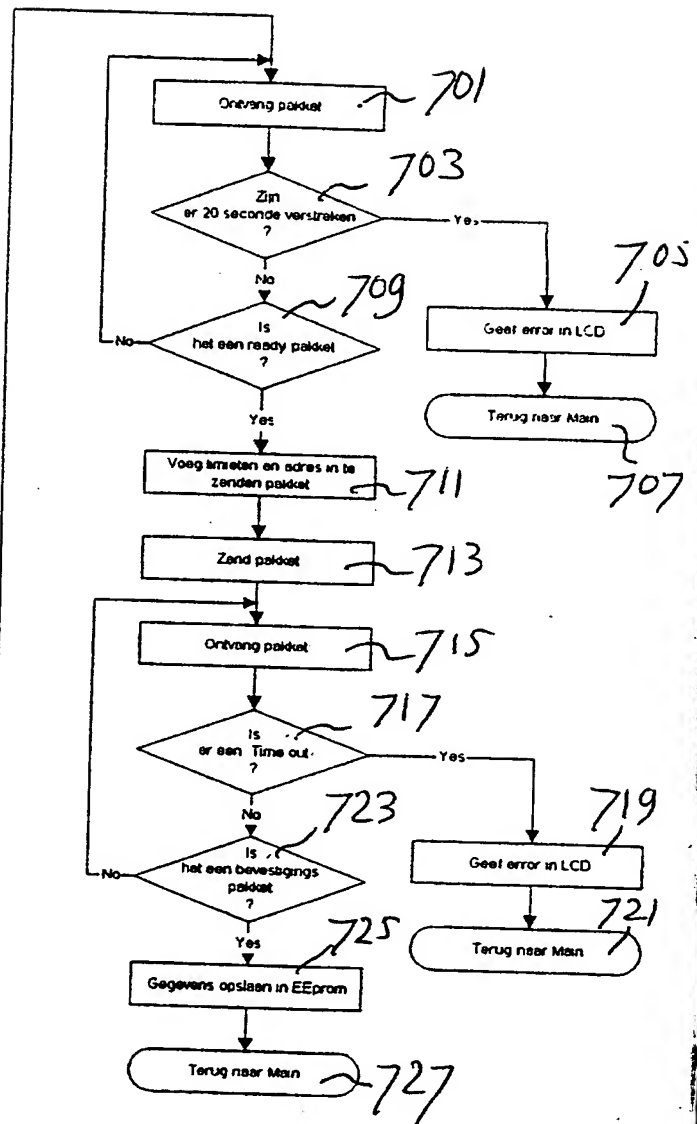 Ontvang pakket
701
Zijn
er 20 seconde verstreken
?
703
Yes
No
705
Geef error in LCD
Terug naar Main
707
709
Is
het een ready pakket
?
No
Yes
Voeg limieten en adres in te
zenden pakket
711
Zend pakket
713
Ontvang pakket
715
Is
er een Time out
?
717
Yes
No
719
Geef error in LCD
721
Terug naar Main
723
Is
het een bevestigings
pakket
?
No
Yes
725
Gegevens opslaan in EEprom
Terug naar Main
727